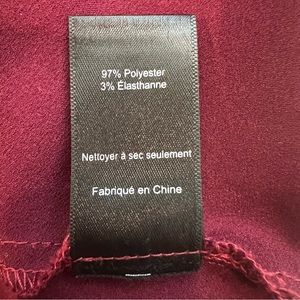 97% Polyester
3% Élasthanne
Nettoyer à sec seulement
Fabriqué en Chine